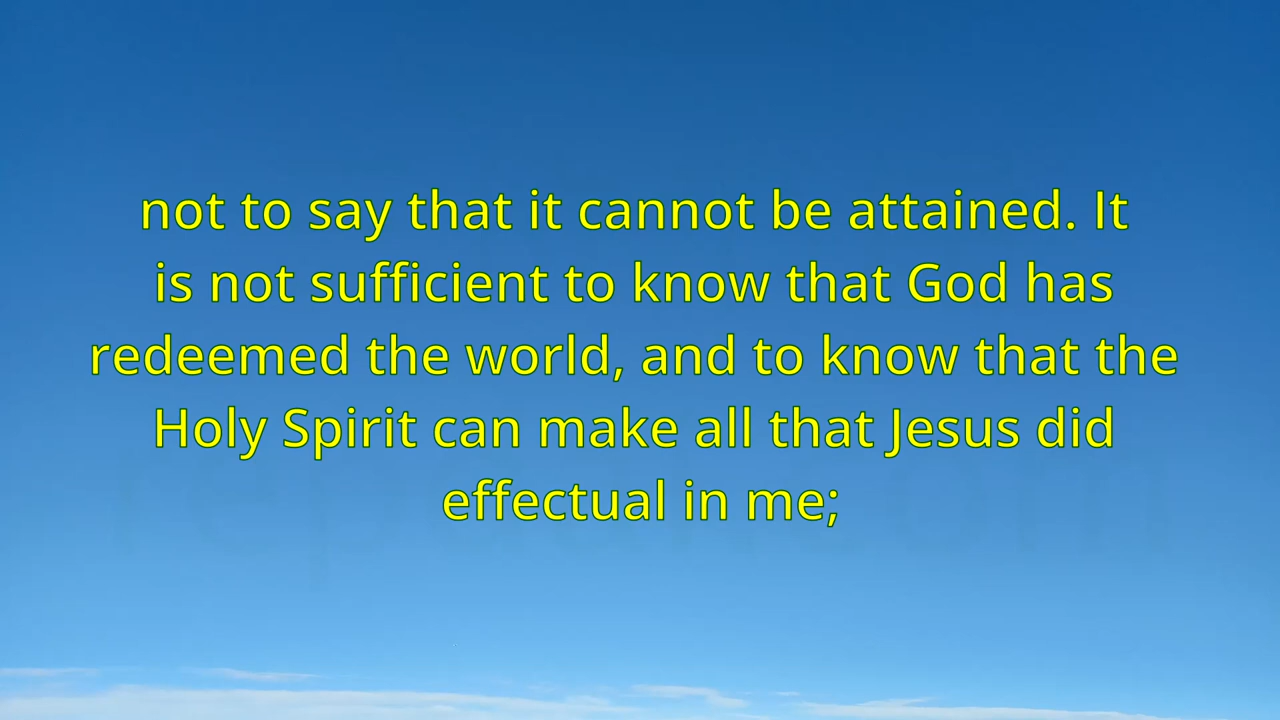 not to say that it cannot be attained. It
is not sufficient to know that God has
redeemed the world, and to know that the
Holy Spirit can make all that Jesus did
effectual in me;